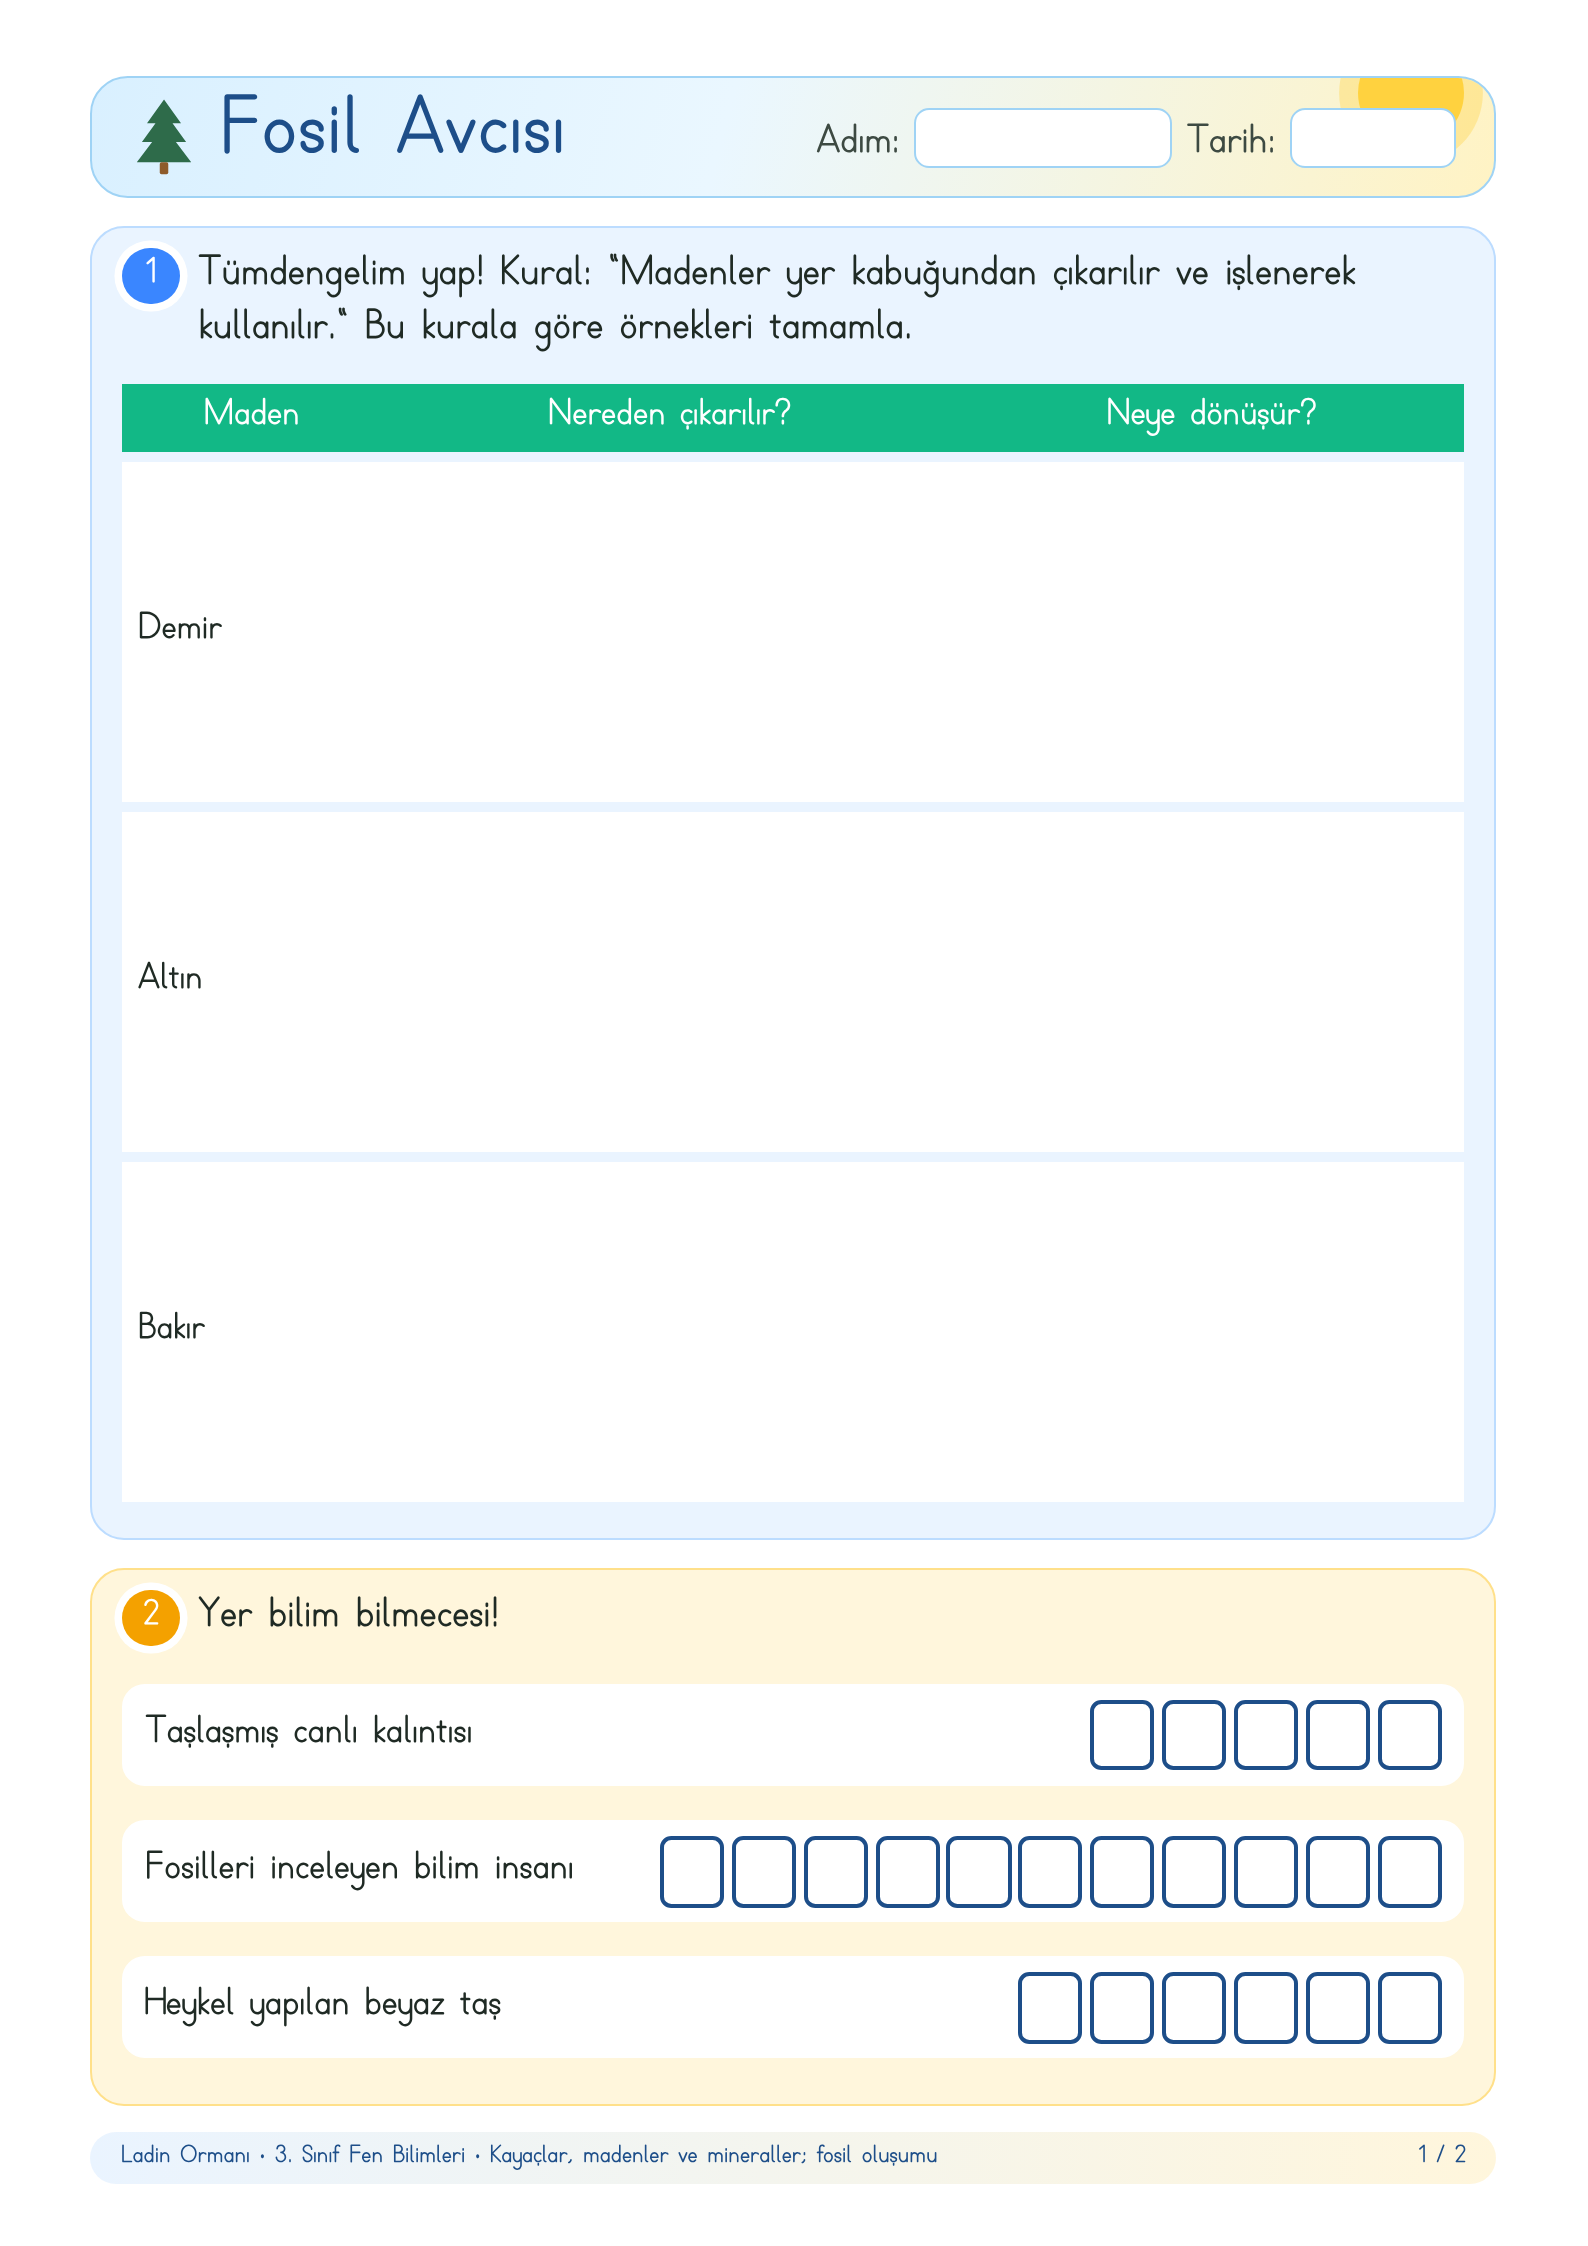 Fosil Avcısı
Adım:
Tarih:
1
Tümdengelim yap! Kural: "Madenler yer kabuğundan çıkarılır ve işlenerek
kullanılır." Bu kurala göre örnekleri tamamla.
Maden Nereden çıkarılır? Neye dönüşür?
Demir
Altın
Bakır
2
Yer bilim bilmecesi!
Taşlaşmış canlı kalıntısı
Fosilleri inceleyen bilim insanı
Heykel yapılan beyaz taş
Ladin Ormanı • 3. Sınıf Fen Bilimleri • Kayaçlar, madenler ve mineraller; fosil oluşumu
1 / 2